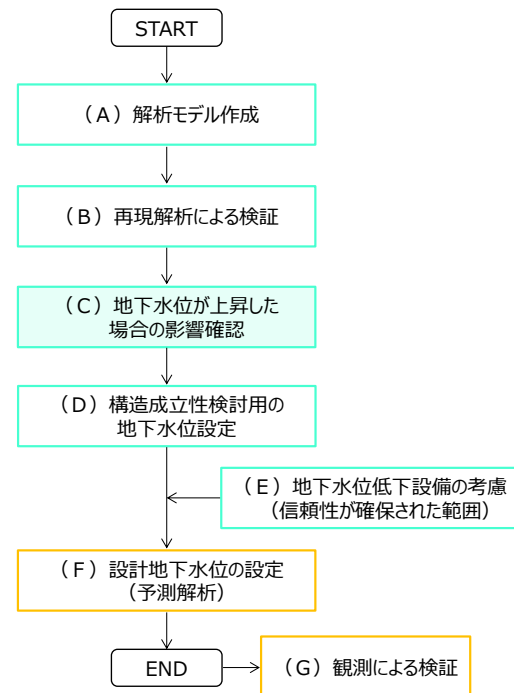 START
（A）解析モデル作成
（B）再現解析による検証
（C）地下水位が上昇した
場合の影響確認
（D）構造成立性検討用の
地下水位設定
（E）地下水位低下設備の考慮
（信頼性が確保された範囲）
（F）設計地下水位の設定
（予測解析）
END
（G）観測による検証